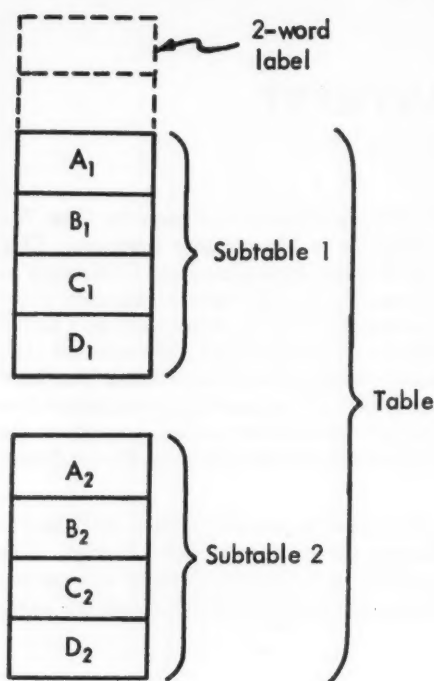 2-word
label
A₁
B₁
C₁
D₁
Subtable 1
Table
A₂
B₂
C₂
D₂
Subtable 2